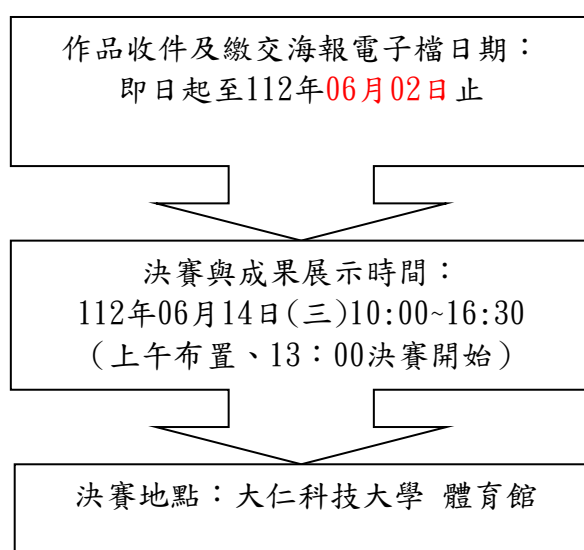 作品收件及繳交海報電子檔日期：
即日起至112年06月02日止
決賽與成果展示時間：
112年06月14日(三)10:00~16:30
(上午布置、13：00決賽開始)
決賽地點：大仁科技大學 體育館